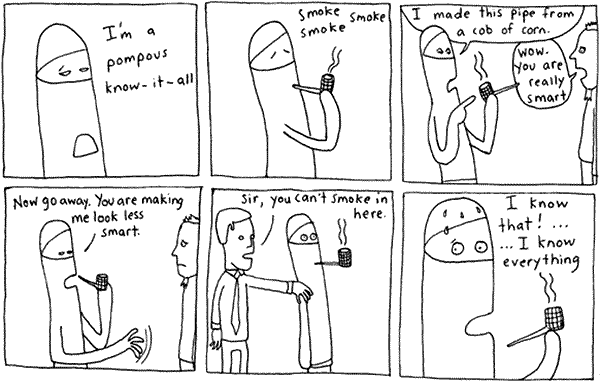 I'm a
pompous
know-it-all
Smoke smoke smoke
smoke
I made this pipe from
a cob of corn.
wow.
you are
really
smart
Now go away. You are making
me look less
smart.
Sir, you can't smoke in
here.
I know
that! ...
... I know
everything